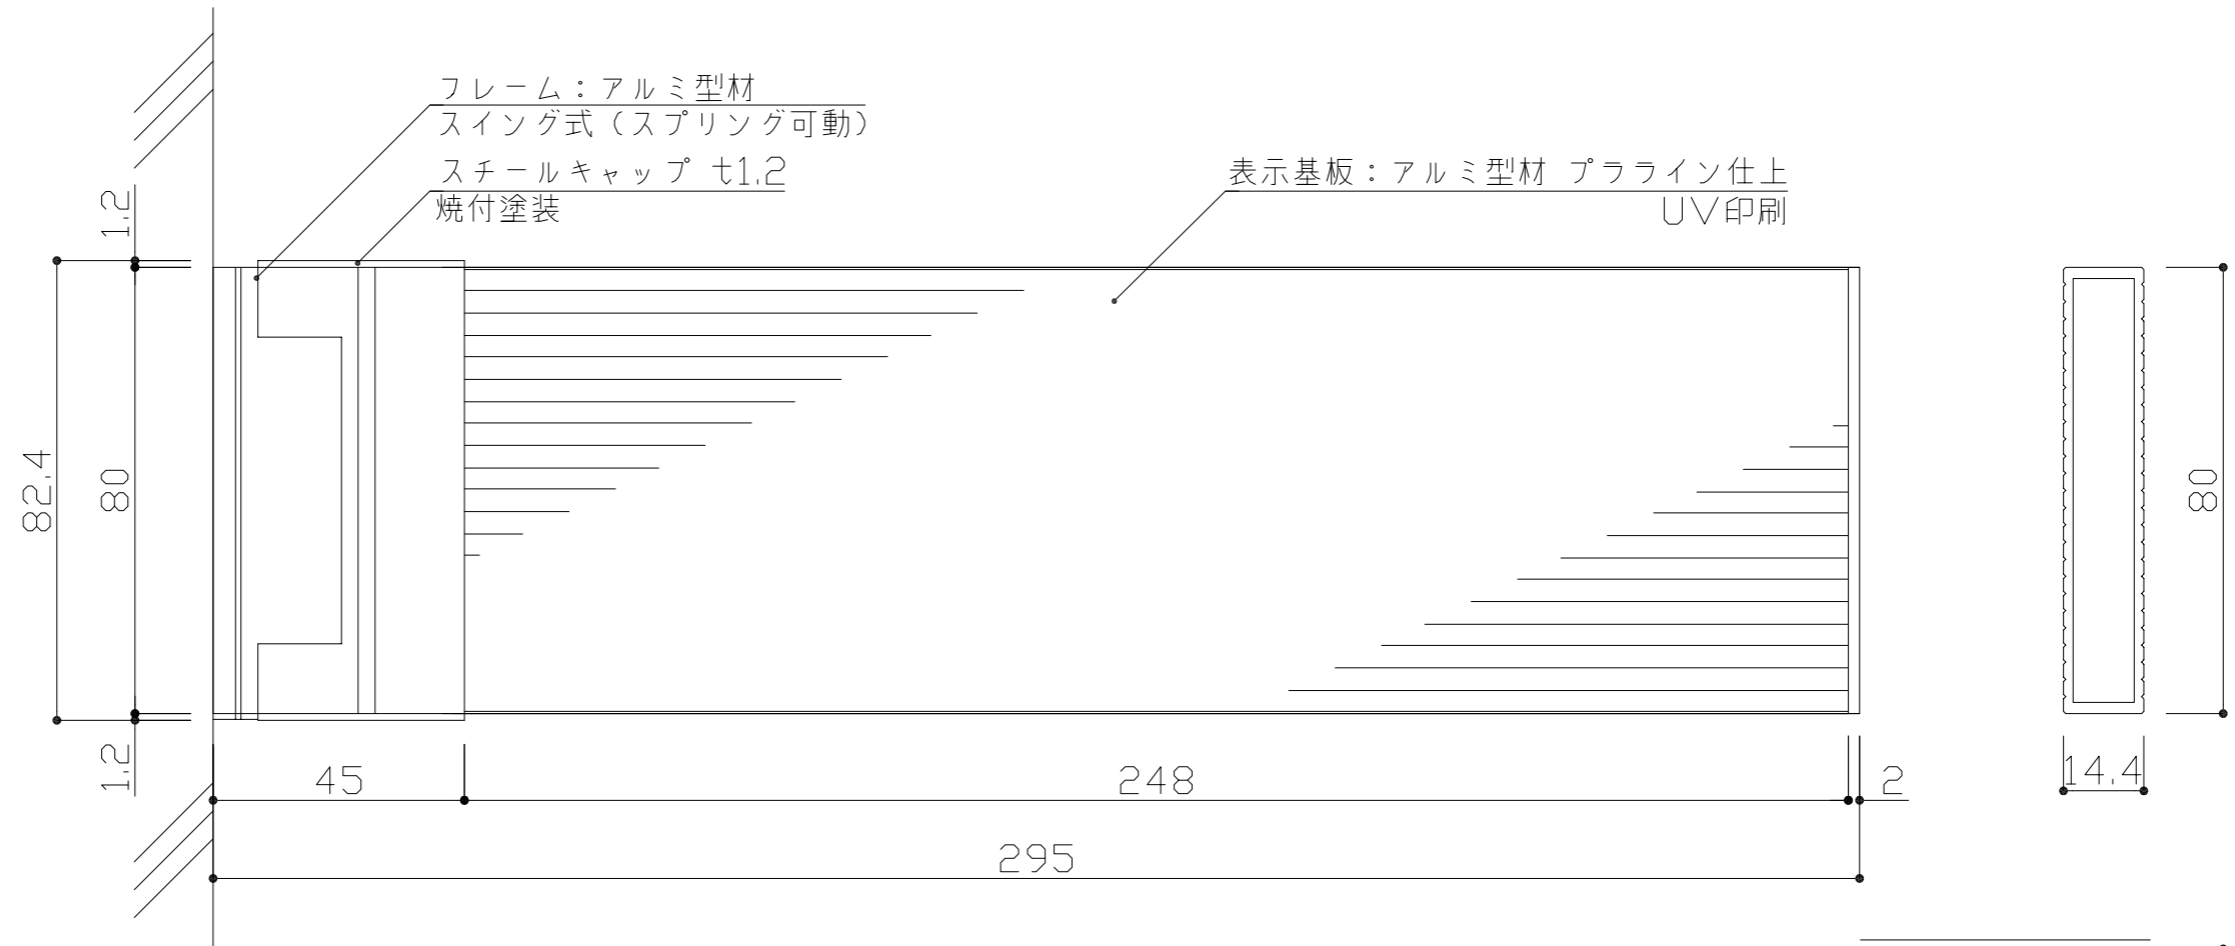 フレーム：アルミ型材
スイング式（スプリング可動）
スチールキャップ t1.2
焼付塗装
表示基板：アルミ型材 プラライン仕上
UV印刷
1.2
82.4
80
1.2
45
248
2
295
80
14.4